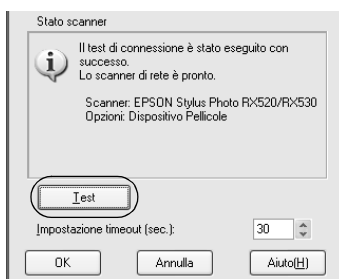 Stato scanner
Il test di connessione è stato eseguito con
successo.
Lo scanner di rete è pronto.
Scanner: EPSON Stylus Photo RX520/RX530
Opzioni: Dispositivo Pellicole
Test
Impostazione timeout (sec.):
30
OK
Annulla
Aiuto(H)